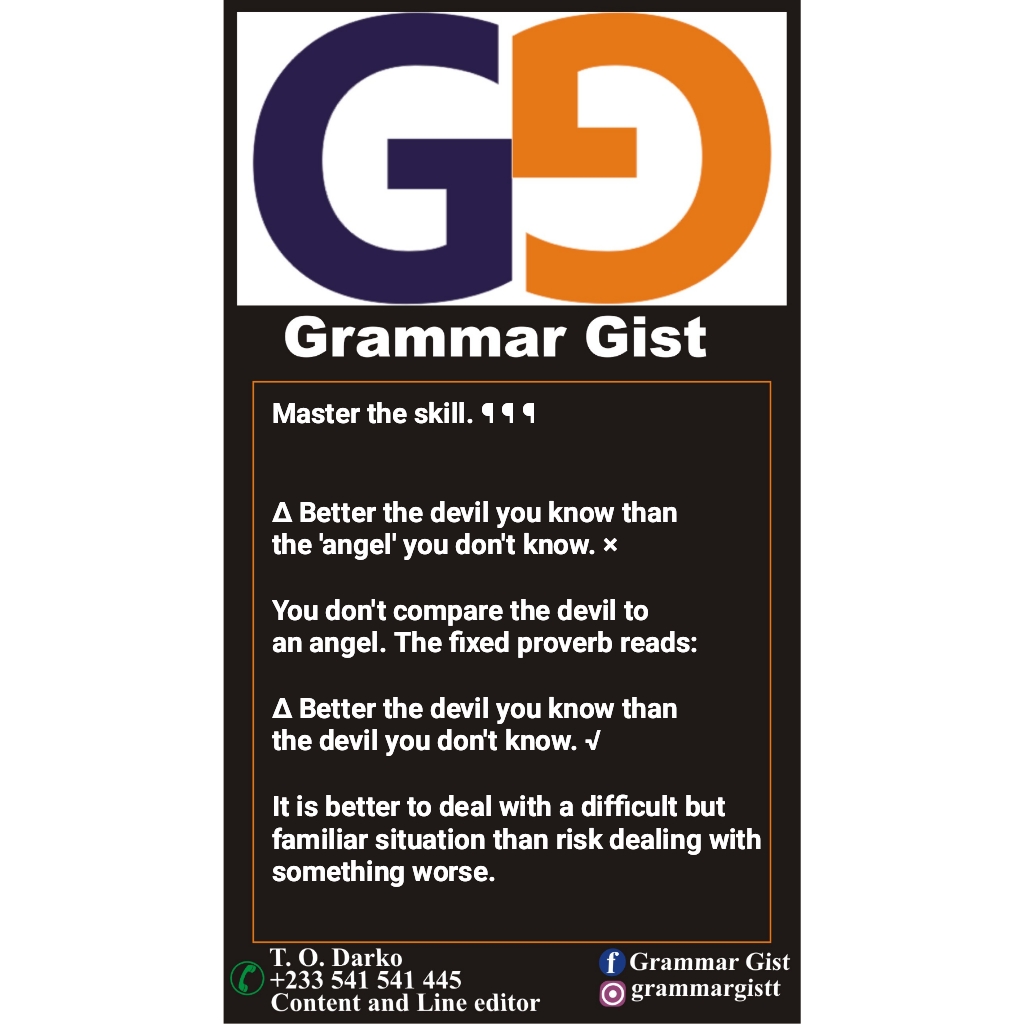 GG
Grammar Gist
Master the skill. ¶ ¶ ¶
Δ Better the devil you know than
the 'angel' you don't know. ×
You don't compare the devil to
an angel. The fixed proverb reads:
Δ Better the devil you know than
the devil you don't know. √
It is better to deal with a difficult but
familiar situation than risk dealing with
something worse.
T. O. Darko
+233 541 541 445
Content and Line editor
f Grammar Gist
grammargistt